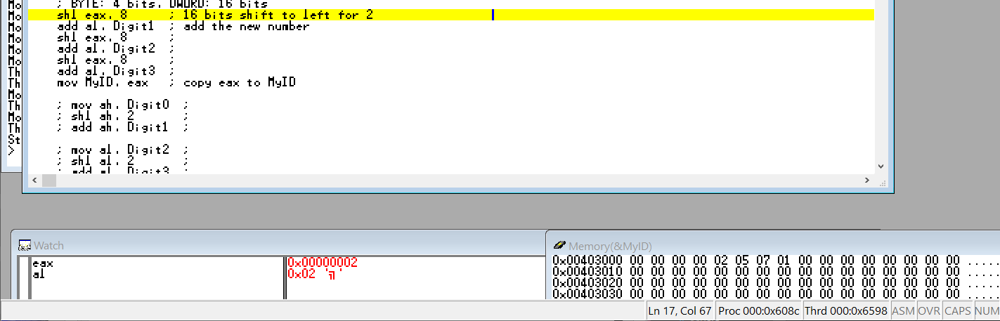 Mo ; BYTE: 4 bits, DWORD: 16 bits
Mo shl eax, 8 ; 16 bits shift to left for 2
Mo add al, Digit1 ; add the new number
Mo shl eax, 8 ;
Mo add al, Digit2 ;
Mo shl eax, 8 ;
Th add al, Digit3 ;
Th mov MyID, eax ; copy eax to MyID
Mo
Th ; mov ah, Digit0 ;
Mo ; shl ah, 2 ;
Th ; add ah, Digit1 ;
St
> ; mov al, Digit2 ;
; shl al, 2 ;
; add al, Digit3 ;
Watch
eax 0x00000002
al 0x02 '╗'
Memory(&MyID)
0x00403000 00 00 00 00 02 05 07 01 00 00 00 00 00 00 00 00 .....
0x00403010 00 00 00 00 00 00 00 00 00 00 00 00 00 00 00 00 .....
0x00403020 00 00 00 00 00 00 00 00 00 00 00 00 00 00 00 00 .....
0x00403030 00 00 00 00 00 00 00 00 00 00 00 00 00 00 00 00 .....
Ln 17, Col 67 Proc 000:0x608c Thrd 000:0x6598 ASM OVR CAPS NUM